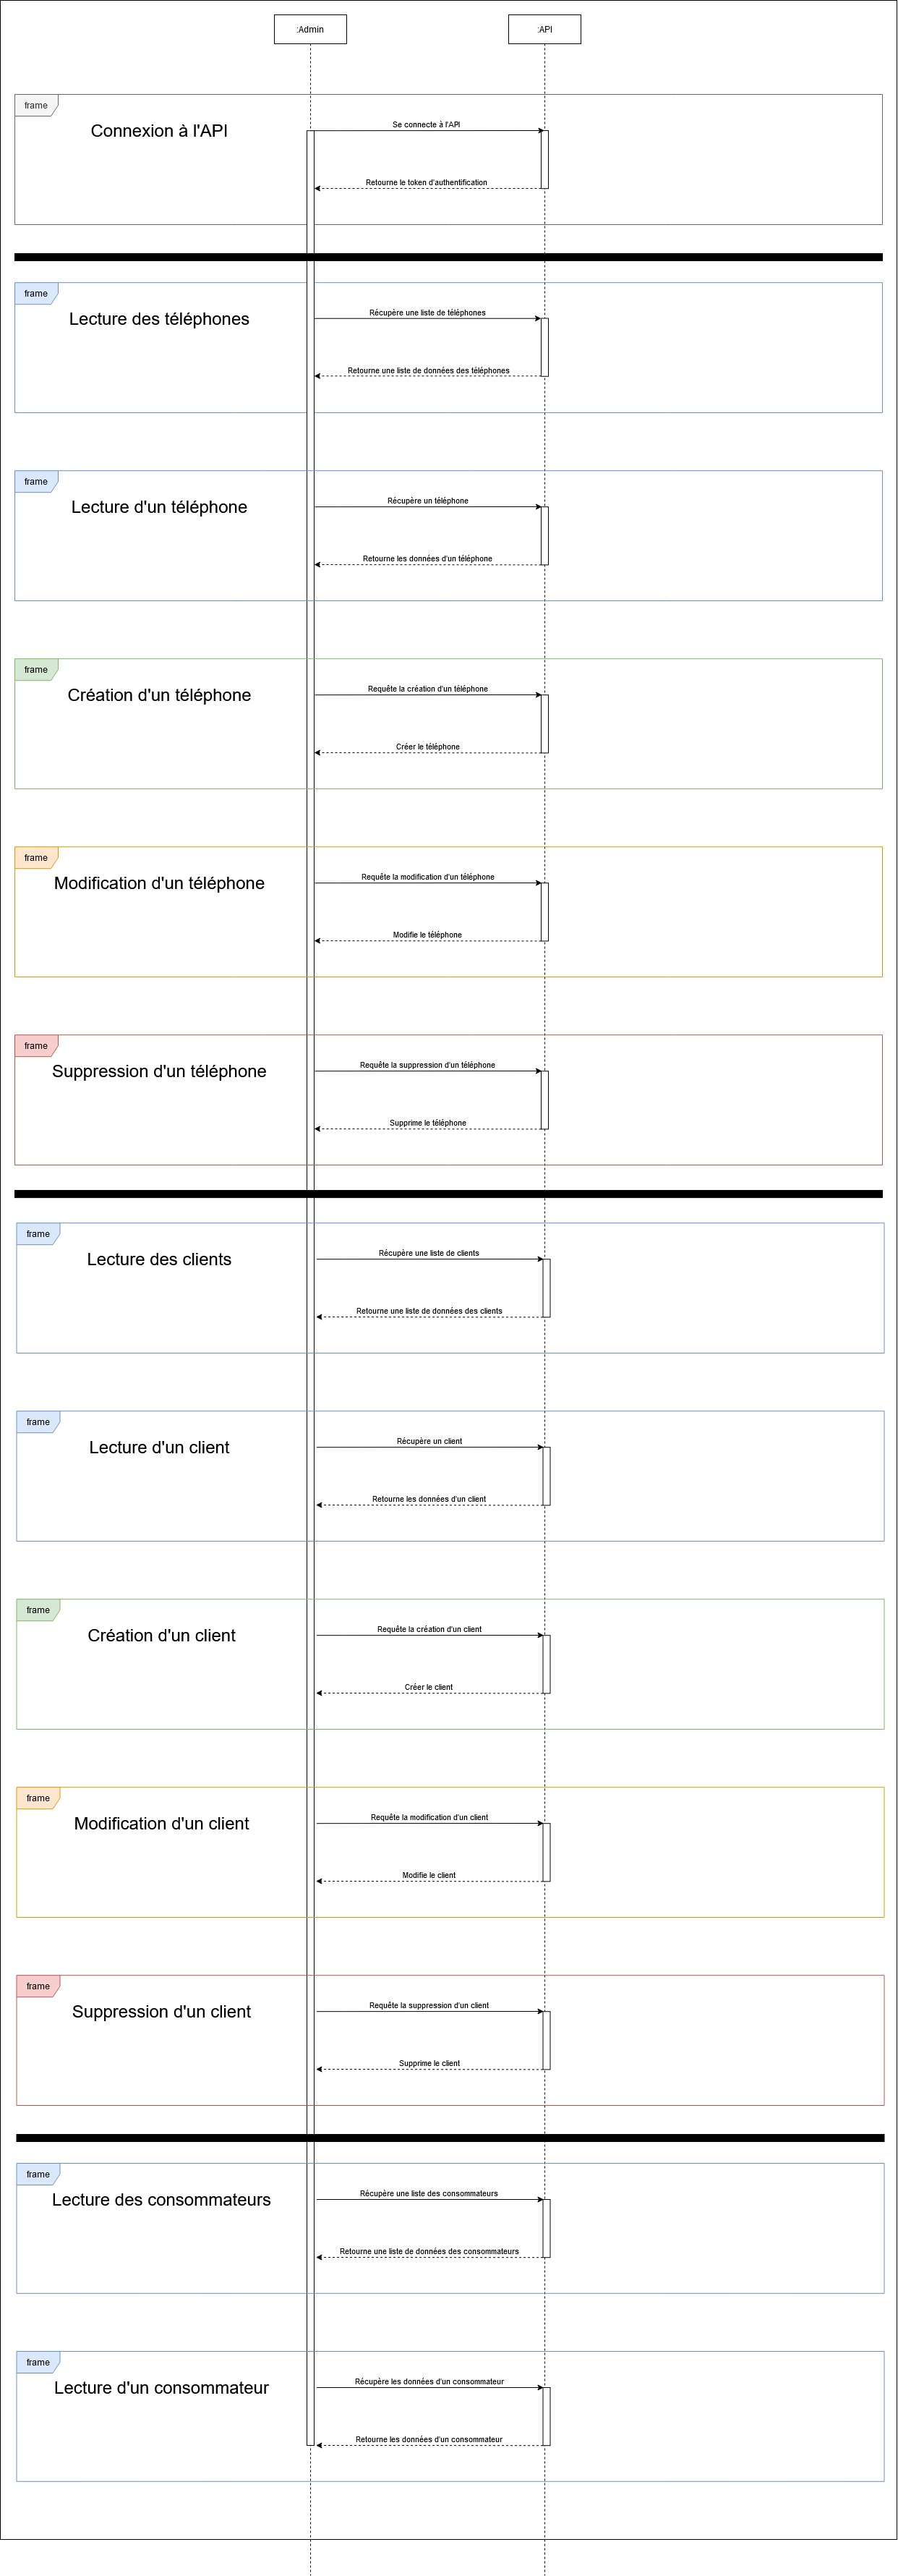 :Admin
:API
frame
Connexion à l'API
Se connecte à l'API
Retourne le token d'authentification
frame
Lecture des téléphones
Récupère une liste de téléphones
Retourne une liste de données des téléphones
frame
Lecture d'un téléphone
Récupère un téléphone
Retourne les données d'un téléphone
frame
Création d'un téléphone
Requête la création d'un téléphone
Créer le téléphone
frame
Modification d'un téléphone
Requête la modification d'un téléphone
Modifie le téléphone
frame
Suppression d'un téléphone
Requête la suppression d'un téléphone
Supprime le téléphone
frame
Lecture des clients
Récupère une liste de clients
Retourne une liste de données des clients
frame
Lecture d'un client
Récupère un client
Retourne les données d'un client
frame
Création d'un client
Requête la création d'un client
Créer le client
frame
Modification d'un client
Requête la modification d'un client
Modifie le client
frame
Suppression d'un client
Requête la suppression d'un client
Supprime le client
frame
Lecture des consommateurs
Récupère une liste des consommateurs
Retourne une liste de données des consommateurs
frame
Lecture d'un consommateur
Récupère les données d'un consommateur
Retourne les données d'un consommateur